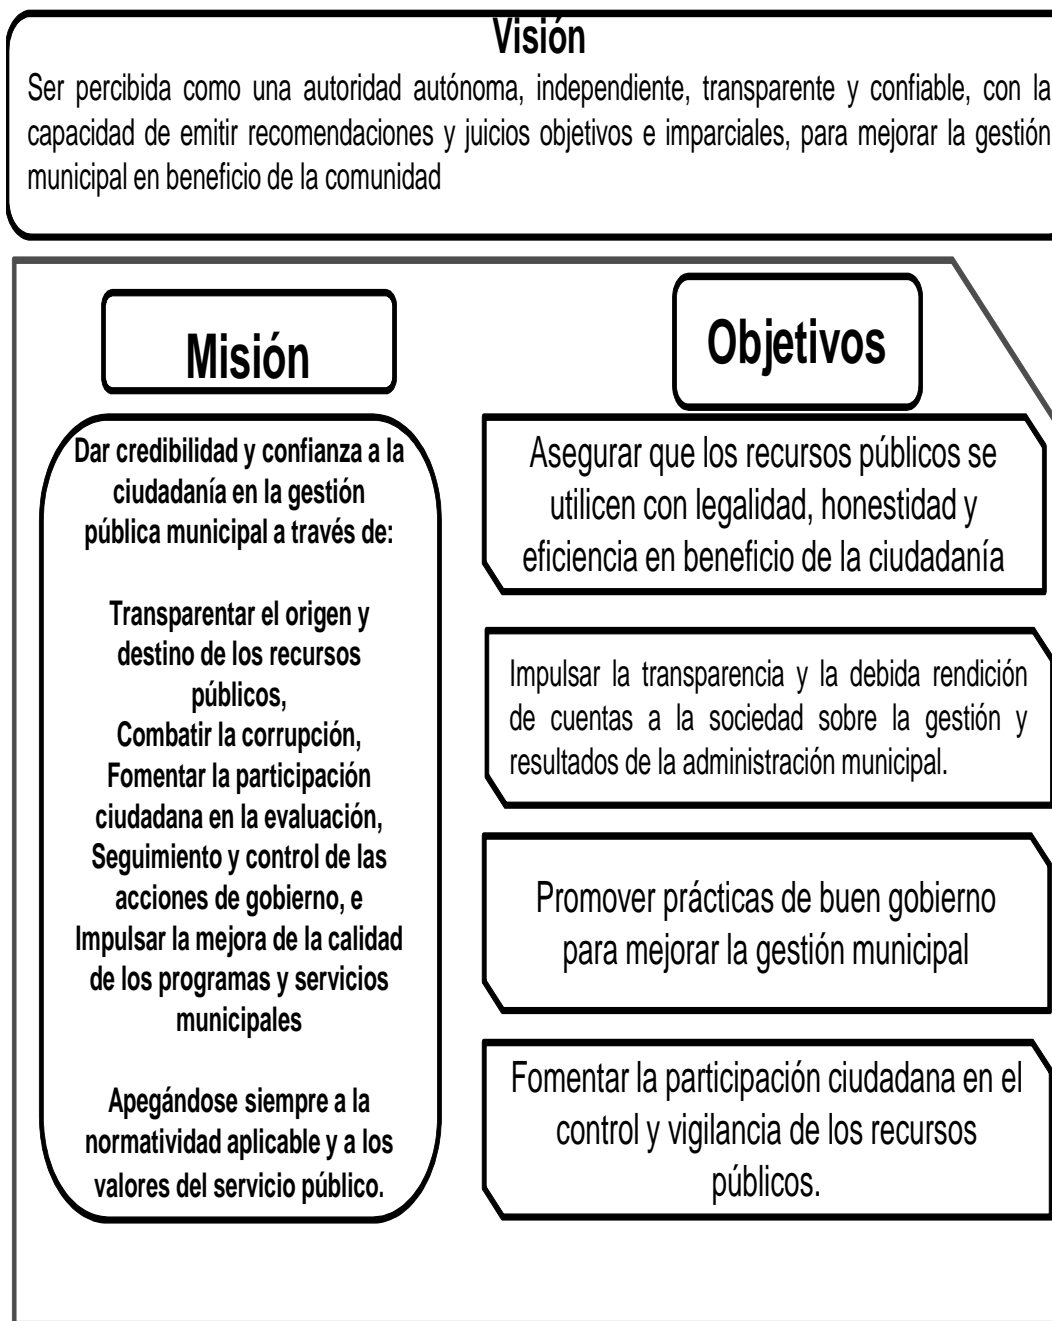 Visión
Ser percibida como una autoridad autónoma, independiente, transparente y confiable, con la
capacidad de emitir recomendaciones y juicios objetivos e imparciales, para mejorar la gestión
municipal en beneficio de la comunidad
Misión
Dar credibilidad y confianza a la
ciudadanía en la gestión
pública municipal a través de:
Transparentar el origen y
destino de los recursos
públicos,
Combatir la corrupción,
Fomentar la participación
ciudadana en la evaluación,
Seguimiento y control de las
acciones de gobierno, e
Impulsar la mejora de la calidad
de los programas y servicios
municipales
Apegándose siempre a la
normatividad aplicable y a los
valores del servicio público.
Objetivos
Asegurar que los recursos públicos se
utilicen con legalidad, honestidad y
eficiencia en beneficio de la ciudadanía
Impulsar la transparencia y la debida rendición
de cuentas a la sociedad sobre la gestión y
resultados de la administración municipal.
Promover prácticas de buen gobierno
para mejorar la gestión municipal
Fomentar la participación ciudadana en el
control y vigilancia de los recursos
públicos.